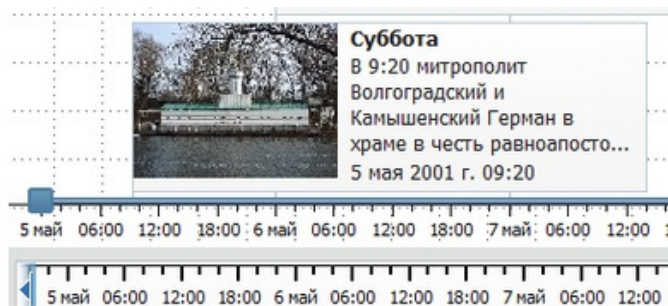 Суббота
В 9:20 митрополит
Волгоградский и
Камышенский Герман в
храме в честь равноапосто...
5 мая 2001 г. 09:20
5 май 06:00 12:00 18:00 6 май 06:00 12:00 18:00 7 май 06:00 12:00 1
5 май 06:00 12:00 18:00 6 май 06:00 12:00 18:00 7 май 06:00 12:00